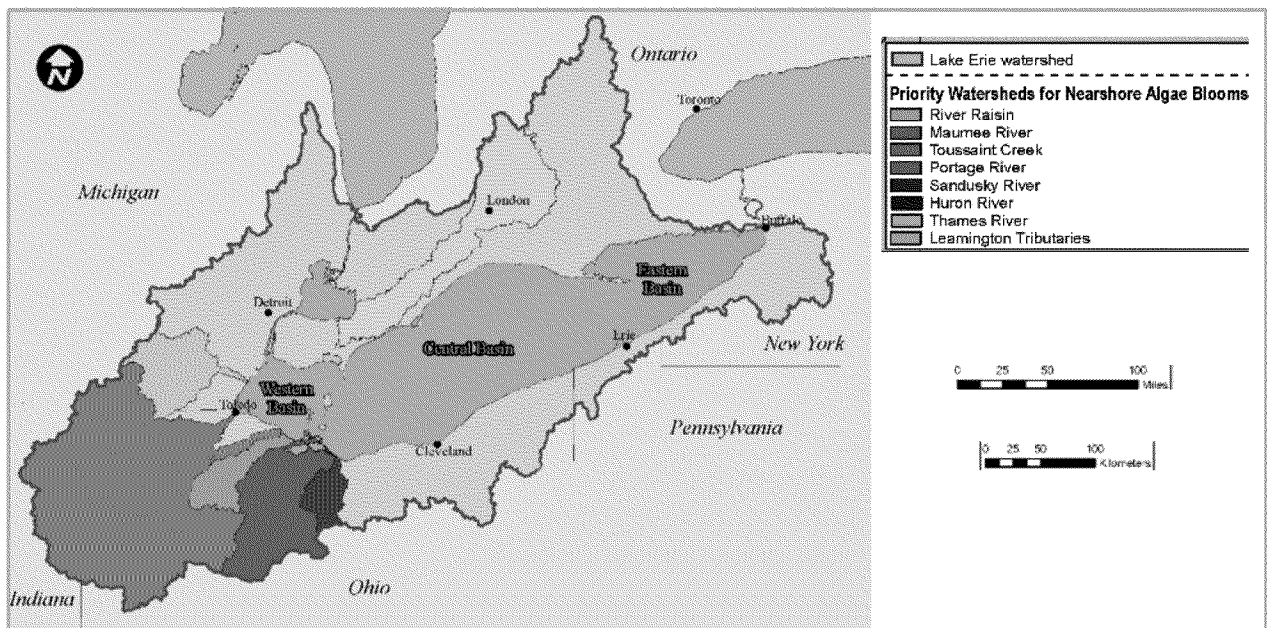 N
Ontario
Toronto
Michigan
London
Buffalo
Eastern
Basin
Detroit
Erie
Central Basin
New York
Western
Basin
Toledo
Cleveland
Pennsylvania
Ohio
Indiana
Lake Erie watershed
Priority Watersheds for Nearshore Algae Blooms
River Raisin
Maumee River
Toussaint Creek
Portage River
Sandusky River
Huron River
Thames River
Leamington Tributaries
0 25 50 100
Miles
0 25 50 100
Kilometers